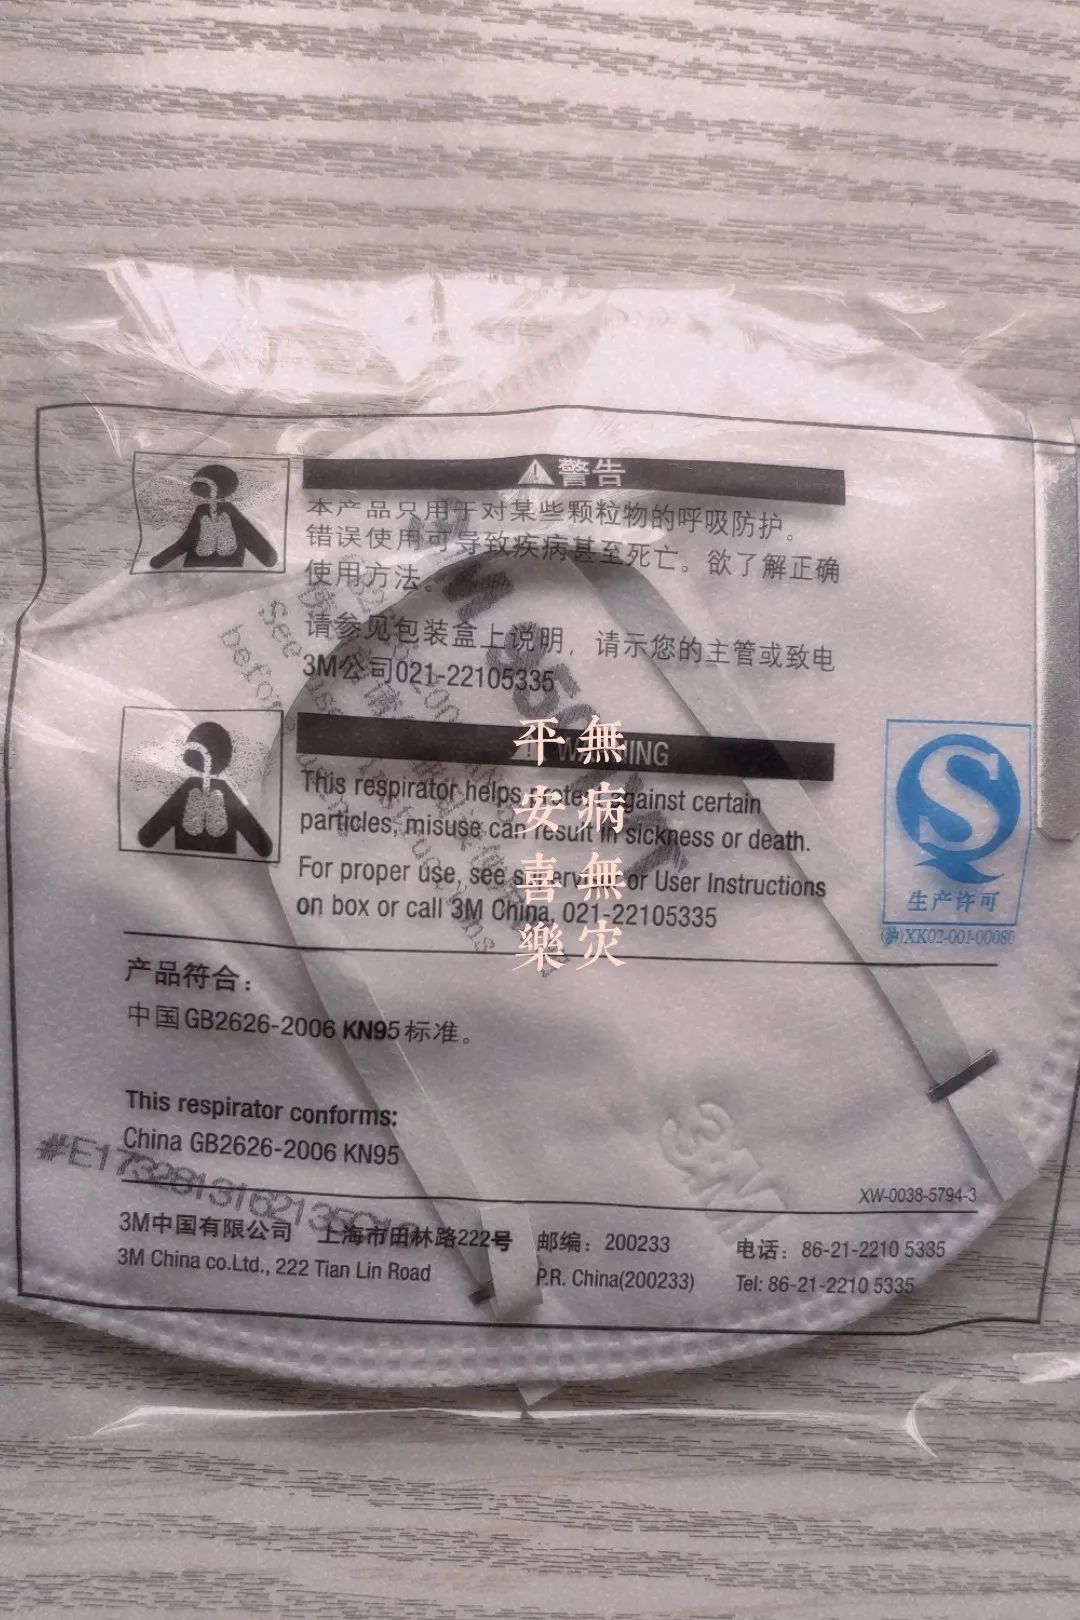 警告
本产品只用于对某些颗粒物的呼吸防护。
错误使用可导致疾病甚至死亡。欲了解正确
使用方法。
请参见包装盒上说明，请示您的主管或致电
3M公司021-22105335
WARNING
This respirator helps protect against certain
particles, misuse can result in sickness or death.
For proper use, see supervisor or User Instructions
on box or call 3M China, 021-22105335
無病無灾
平安喜樂
生产许可
(沪)XK02-001-00080
产品符合：
中国GB2626-2006 KN95标准。
This respirator conforms:
China GB2626-2006 KN95
3M
XW-0038-5794-3
3M中国有限公司 上海市田林路222号 邮编：200233 电话：86-21-2210 5335
3M China co.Ltd., 222 Tian Lin Road P.R. China(200233) Tel: 86-21-2210 5335